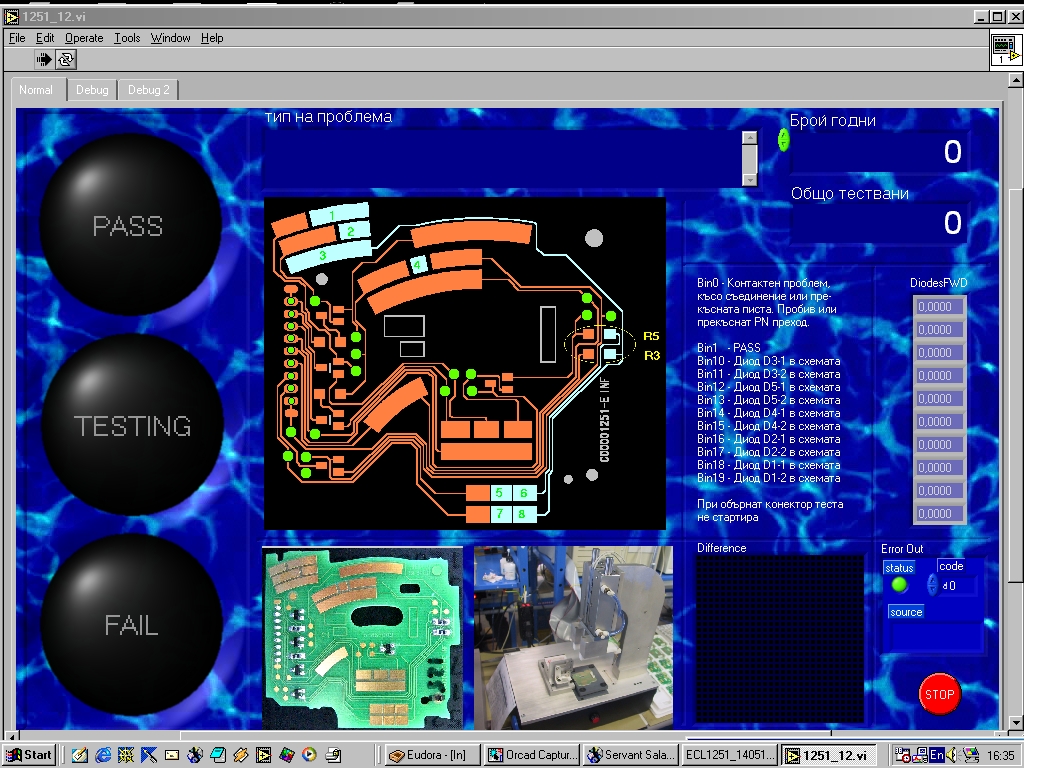 1251_12.vi
File Edit Operate Tools Window Help
1
Normal Debug Debug 2
тип на проблема
Брой годни
0
Общо тествани
0
PASS
TESTING
FAIL
1
2
3
4
R5
R3
C00001251-E INF
5 6
7 8
Bin0 - Контактен проблем,
късо съединение или пре-
късната писта. Пробив или
прекъснат PN преход.
Bin1 - PASS
Bin10 - Диод D3-1 в схемата
Bin11 - Диод D3-2 в схемата
Bin12 - Диод D5-1 в схемата
Bin13 - Диод D5-2 в схемата
Bin14 - Диод D4-1 в схемата
Bin15 - Диод D4-2 в схемата
Bin16 - Диод D2-1 в схемата
Bin17 - Диод D2-2 в схемата
Bin18 - Диод D1-1 в схемата
Bin19 - Диод D1-2 в схемата
При обърнат конектор теста
не стартира
DiodesFWD
0,0000
0,0000
0,0000
0,0000
0,0000
0,0000
0,0000
0,0000
0,0000
0,0000
Difference
Error Out
status code
d0
source
STOP
Start Eudora - [In] Orcad Captur... Servant Sala... ECL1251_14051... 1251_12.vi En 16:35